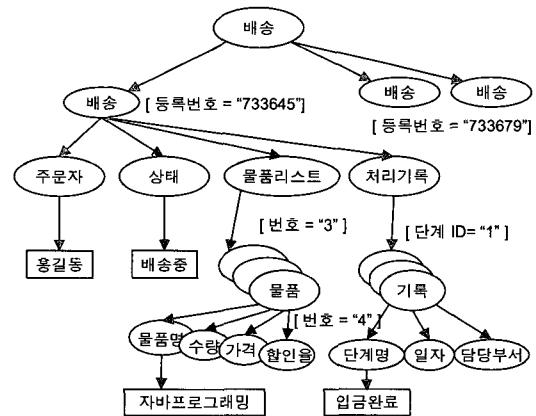 배송
배송 [ 등록번호 = "733645"] 배송 배송
[ 등록번호 = "733679"]
주문자 상태 물품리스트 처리기록
[ 번호 = "3" ] [ 단계 ID= "1" ]
홍길동 배송중
물품 기록
[ 번호 = "4" ]
물품명 수량 가격 할인율 단계명 일자 담당부서
자바프로그래밍 입금완료